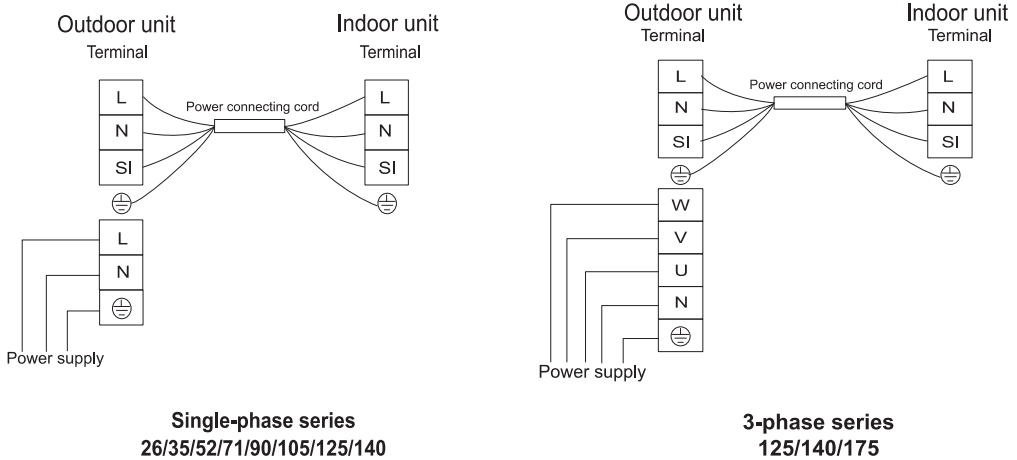 Outdoor unit
Terminal
Indoor unit
Terminal
L
N
SI
Power connecting cord
L
N
SI
L
N
Power supply
Single-phase series
26/35/52/71/90/105/125/140
Outdoor unit
Terminal
Indoor unit
Terminal
L
N
SI
Power connecting cord
L
N
SI
W
V
U
N
Power supply
3-phase series
125/140/175